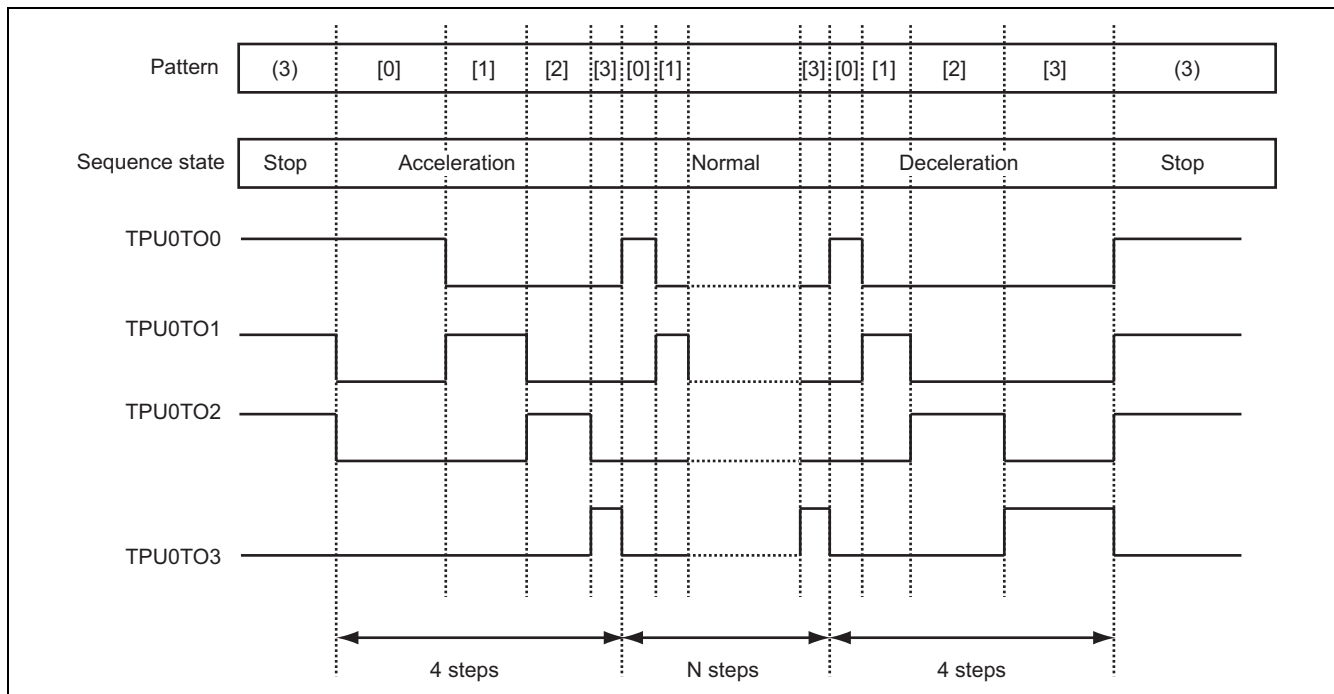 Pattern (3) [0] [1] [2] [3] [0] [1] [3] [0] [1] [2] [3] (3)
Sequence state Stop Acceleration Normal Deceleration Stop
TPU0TO0
TPU0TO1
TPU0TO2
TPU0TO3
4 steps N steps 4 steps